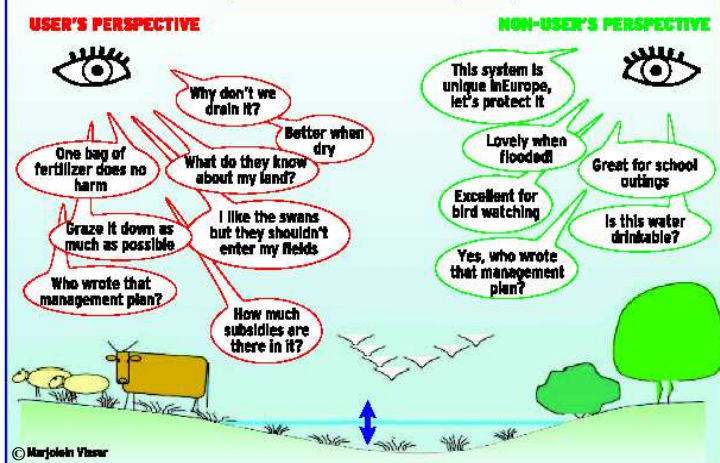 USER'S PERSPECTIVE
Why don't we
drain it?
Better when
dry
One bag of
fertilizer does no
harm
What do they know
about my land?
Graze it down as
much as possible
I like the swans
but they shouldn't
enter my fields
Who wrote that
management plan?
How much
subsidies are
there in it?
NON-USER'S PERSPECTIVE
This system is
unique inEurope,
let's protect it
Lovely when
flooded!
Great for school
outings
Excellent for
bird watching
Is this water
drinkable?
Yes, who wrote
that management
plan?
© Marjolein Visser